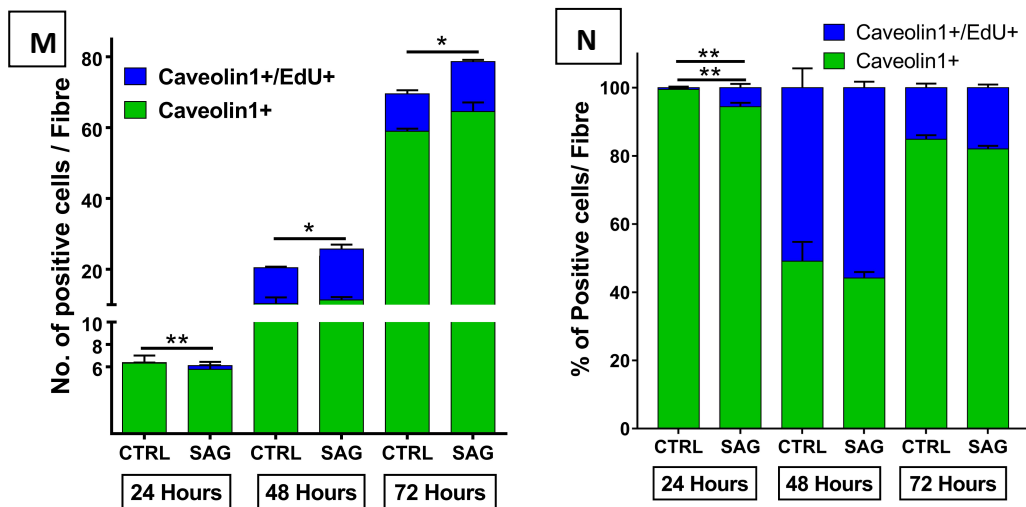 M
No. of positive cells / Fibre
Caveolin1+/EdU+
Caveolin1+
80
60
40
20
10
8
6
**
*
*
CTRL SAG CTRL SAG CTRL SAG
24 Hours 48 Hours 72 Hours
N
% of Positive cells/ Fibre
Caveolin1+/EdU+
Caveolin1+
100
80
60
40
20
0
**
**
CTRL SAG CTRL SAG CTRL SAG
24 Hours 48 Hours 72 Hours